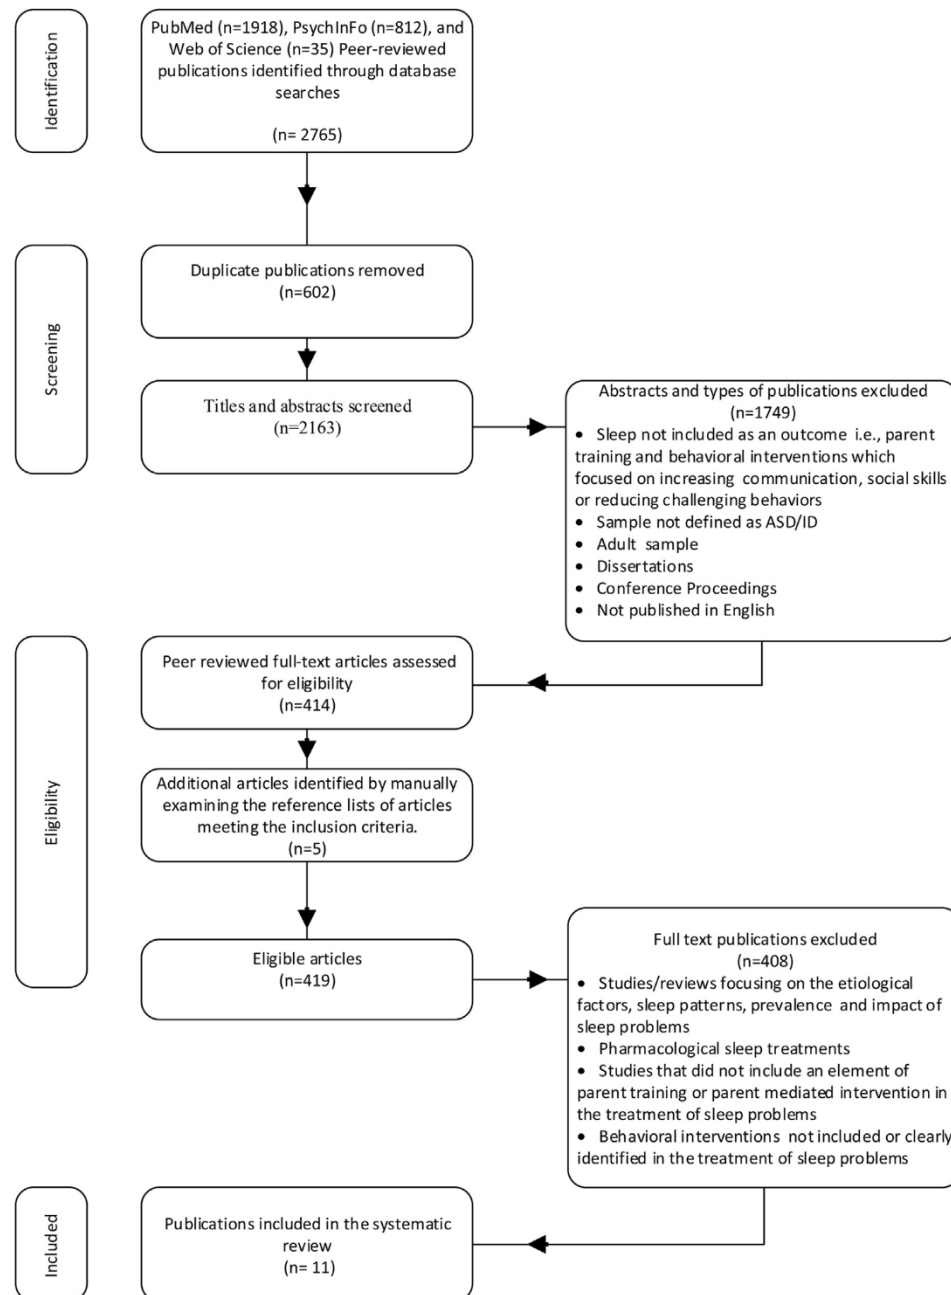 Identification
PubMed (n=1918), PsychInFo (n=812), and
Web of Science (n=35) Peer-reviewed
publications identified through database
searches
(n= 2765)
Screening
Duplicate publications removed
(n=602)
Titles and abstracts screened
(n=2163)
Abstracts and types of publications excluded
(n=1749)
• Sleep not included as an outcome i.e., parent
training and behavioral interventions which
focused on increasing communication, social skills
or reducing challenging behaviors
• Sample not defined as ASD/ID
• Adult sample
• Dissertations
• Conference Proceedings
• Not published in English
Eligibility
Peer reviewed full-text articles assessed
for eligibility
(n=414)
Additional articles identified by manually
examining the reference lists of articles
meeting the inclusion criteria.
(n=5)
Eligible articles
(n=419)
Full text publications excluded
(n=408)
• Studies/reviews focusing on the etiological
factors, sleep patterns, prevalence and impact of
sleep problems
• Pharmacological sleep treatments
• Studies that did not include an element of
parent training or parent mediated intervention in
the treatment of sleep problems
• Behavioral interventions not included or clearly
identified in the treatment of sleep problems
Included
Publications included in the systematic
review
(n= 11)